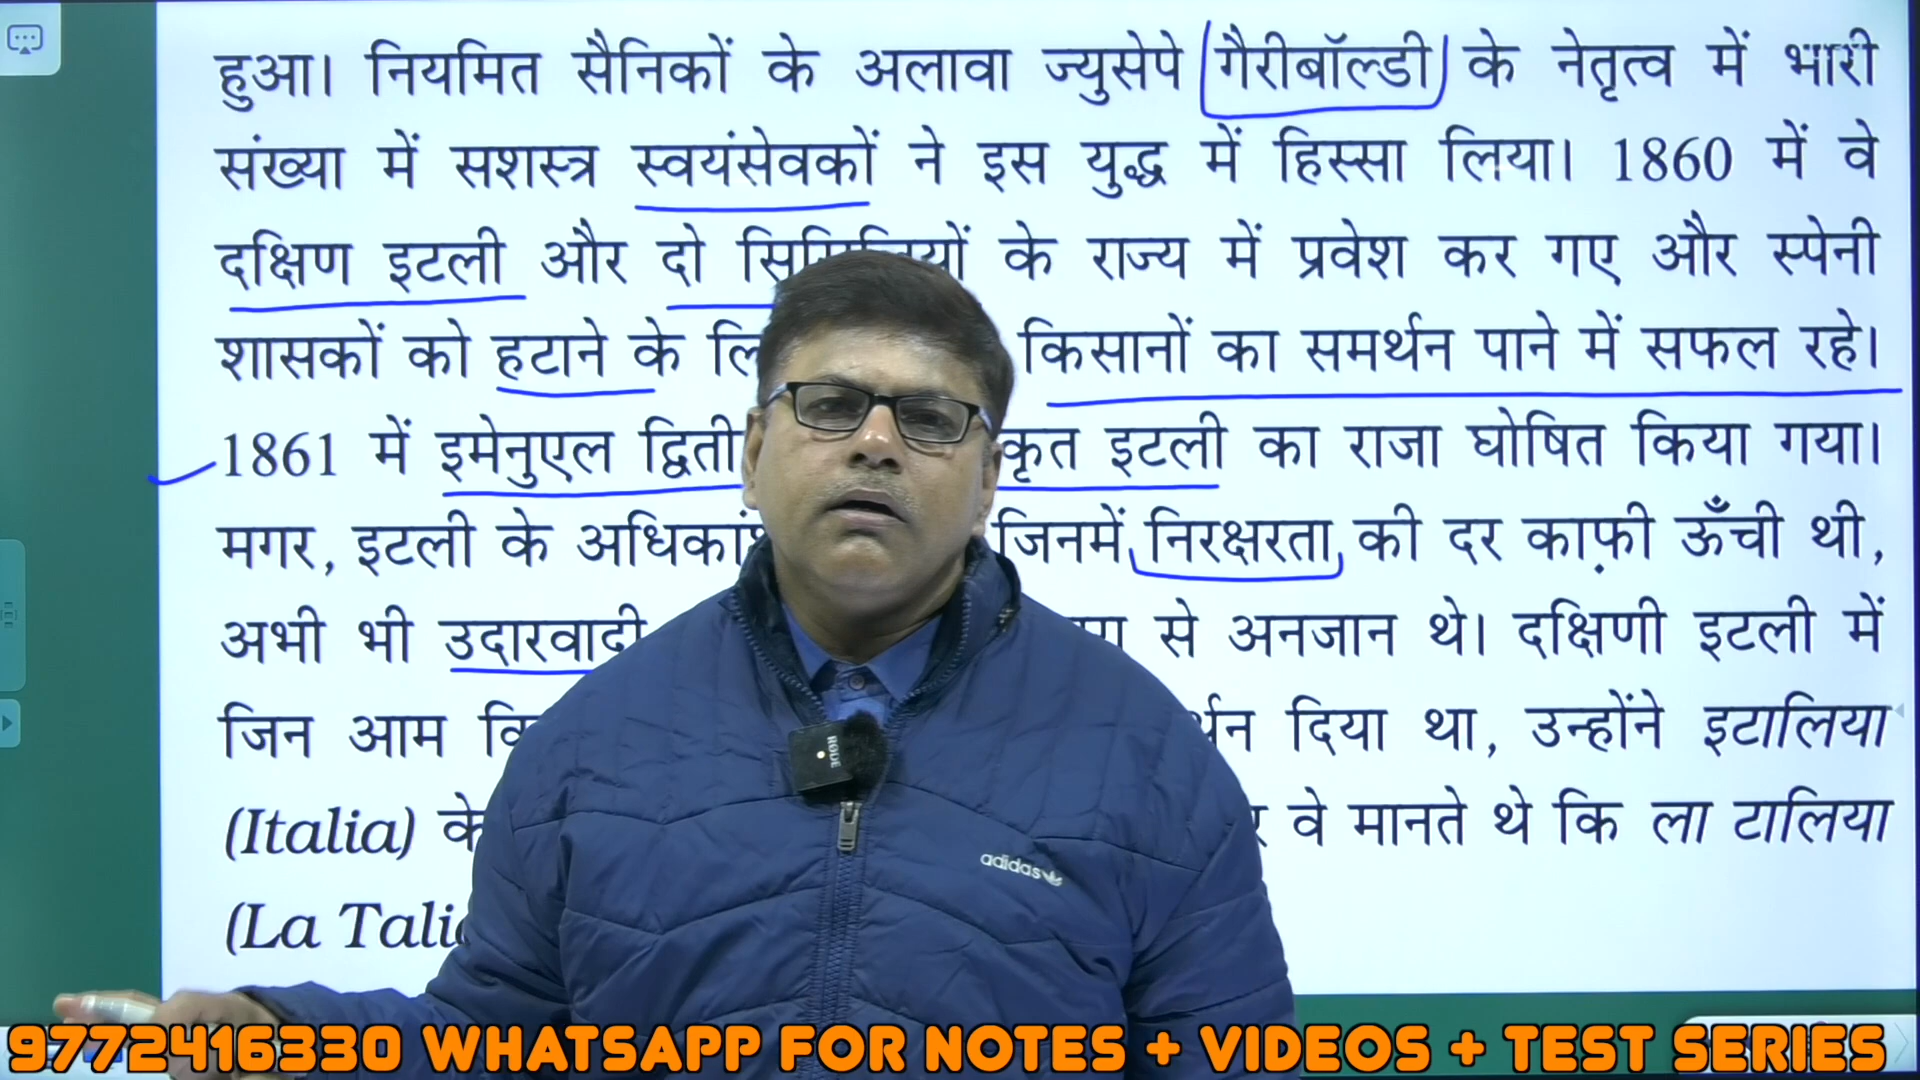 हुआ। नियमित सैनिकों के अलावा ज्युसेपे गैरीबॉल्डी के नेतृत्व में भारी
संख्या में सशस्त्र स्वयंसेवकों ने इस युद्ध में हिस्सा लिया। 1860 में वे
दक्षिण इटली और दो सिसिलियों के राज्य में प्रवेश कर गए और स्पेनी
शासकों को हटाने के किसानों का समर्थन पाने में सफल रहे।
1861 में इमेनुएल इटली का राजा घोषित किया गया।
मगर, इटली के जिनमें निरक्षरता की दर काफ़ी ऊँची थी,
अभी भी उदारवादी से अनजान थे। दक्षिणी इटली में
जिन आम दिया था, उन्होंने इटालिया
(Italia) के वे मानते थे कि ला टालिया
(La
RODE
adidas
9772416330 WHATSAPP FOR NOTES + VIDEOS + TEST SERIES